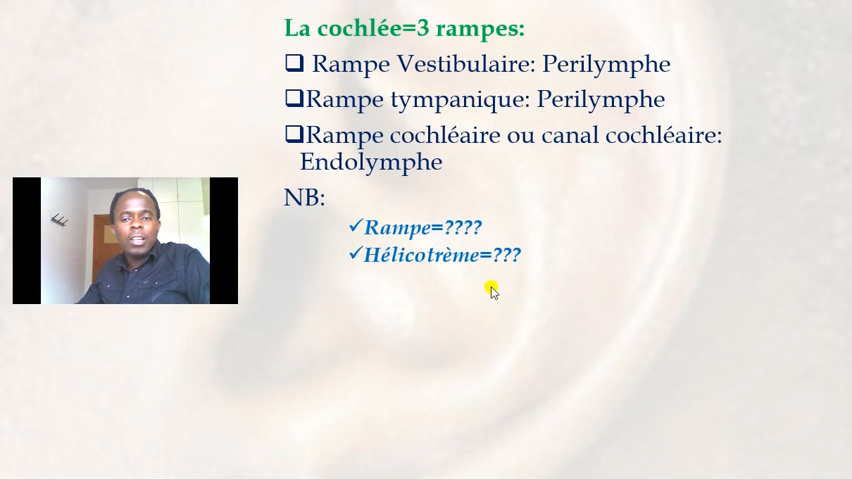 La cochlée=3 rampes:
❑ Rampe Vestibulaire: Perilymphe
❑Rampe tympanique: Perilymphe
❑Rampe cochléaire ou canal cochléaire:
Endolymphe
NB:
✓Rampe=????
✓Hélicotrème=???